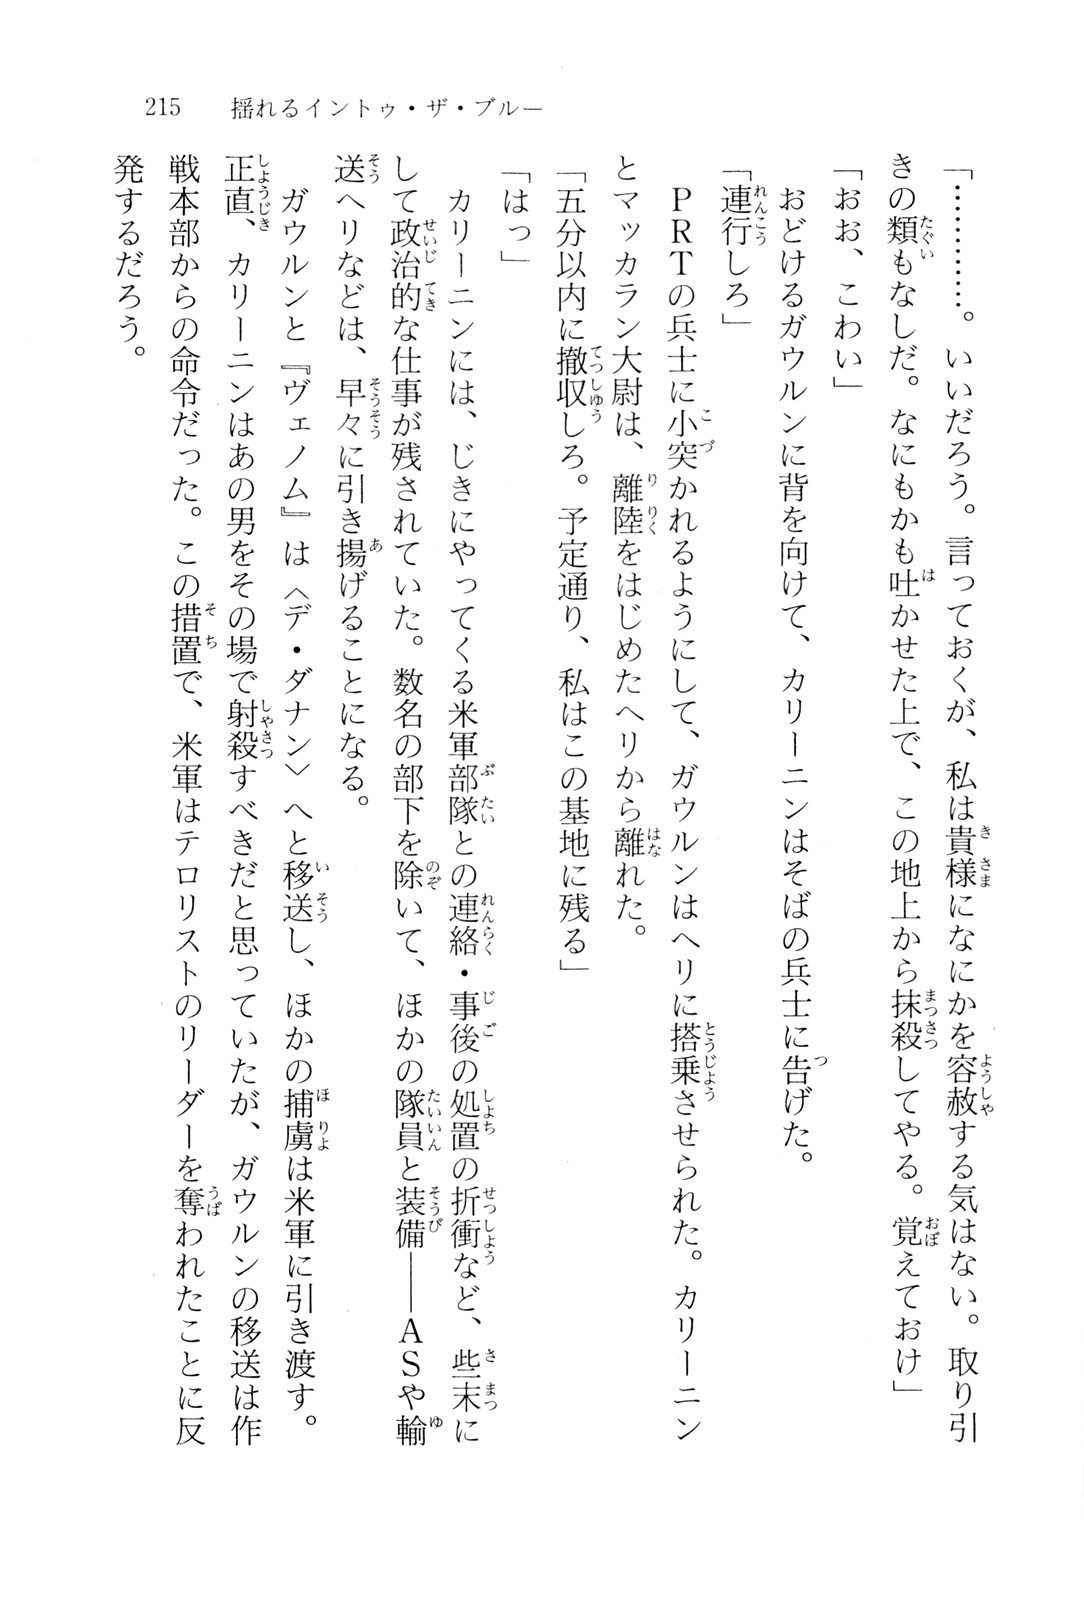 215　揺れるイントゥ・ザ・ブルー
「…………。いいだろう。言っておくが、私は貴様になにかを容赦する気はない。取り引
きの類もなしだ。なにもかも吐かせた上で、この地上から抹殺してやる。覚えておけ」
「おお、こわい」
　おどけるガウルンに背を向けて、カリーニンはそばの兵士に告げた。
「連行しろ」
　ＰＲＴの兵士に小突かれるようにして、ガウルンはヘリに搭乗させられた。カリーニン
とマッカラン大尉は、離陸をはじめたヘリから離れた。
「五分以内に撤収しろ。予定通り、私はこの基地に残る」
「はっ」
　カリーニンには、じきにやってくる米軍部隊との連絡・事後の処置の折衝など、些末に
して政治的な仕事が残されていた。数名の部下を除いて、ほかの隊員と装備――ＡＳや輸
送ヘリなどは、早々に引き揚げることになる。
　ガウルンと『ヴェノム』は〈デ・ダナン〉へと移送し、ほかの捕虜は米軍に引き渡す。
正直、カリーニンはあの男をその場で射殺すべきだと思っていたが、ガウルンの移送は作
戦本部からの命令だった。この措置で、米軍はテロリストのリーダーを奪われたことに反
発するだろう。